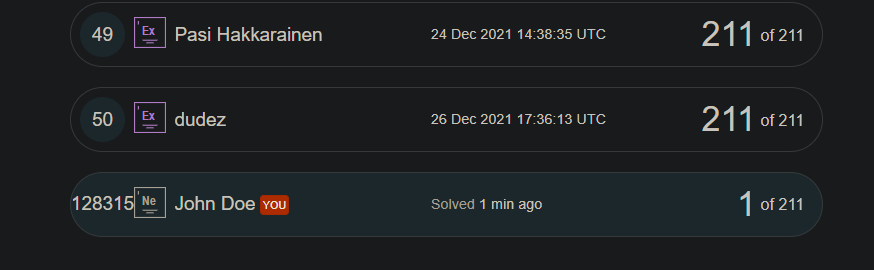 49 Ex Pasi Hakkarainen 24 Dec 2021 14:38:35 UTC 211 of 211
50 Ex dudez 26 Dec 2021 17:36:13 UTC 211 of 211
128315 Ne John Doe YOU Solved 1 min ago 1 of 211